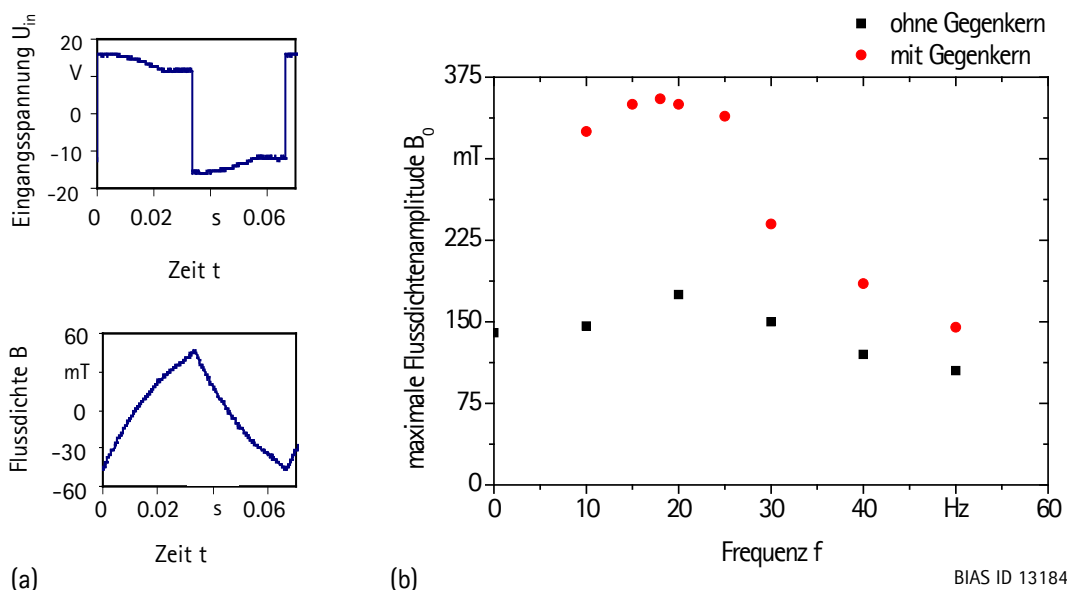 20
V
0
-10
-20
Eingangsspannung Uin
0 0.02 s 0.06
Zeit t
60
mT
0
-30
-60
Flussdichte B
0 0.02 s 0.06
Zeit t
(a)
ohne Gegenkern
mit Gegenkern
375
mT
225
150
75
0
maximale Flussdichtenamplitude B0
0 10 20 30 40 Hz 60
Frequenz f
(b)
BIAS ID 13184